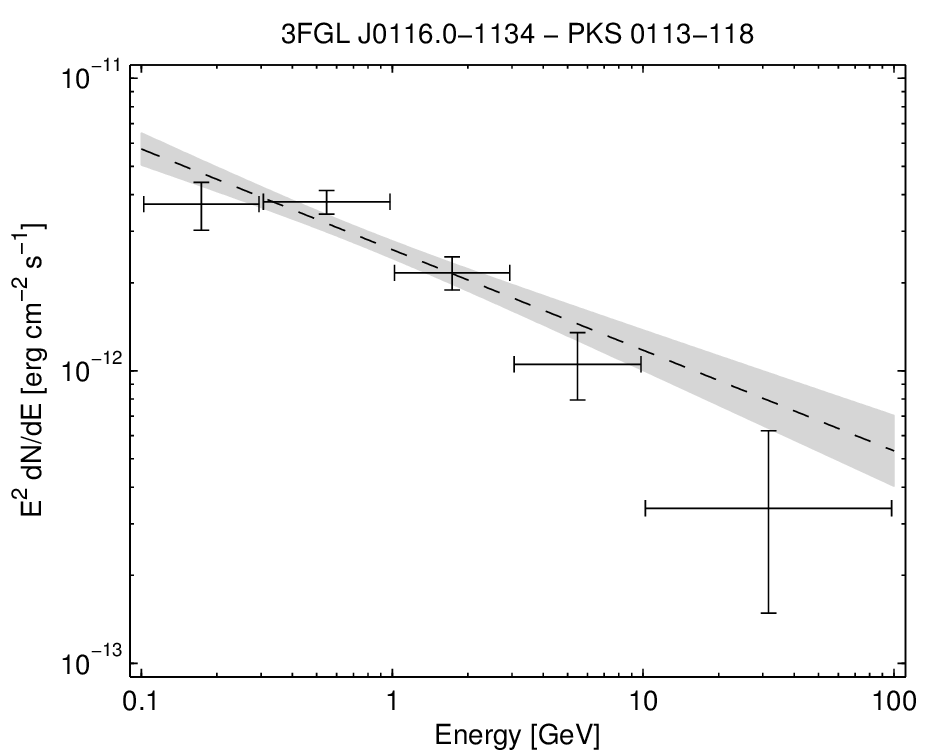 3FGL J0116.0−1134 − PKS 0113−118
10⁻¹¹
10⁻¹²
10⁻¹³
E² dN/dE [erg cm⁻² s⁻¹]
0.1 1 10 100
Energy [GeV]